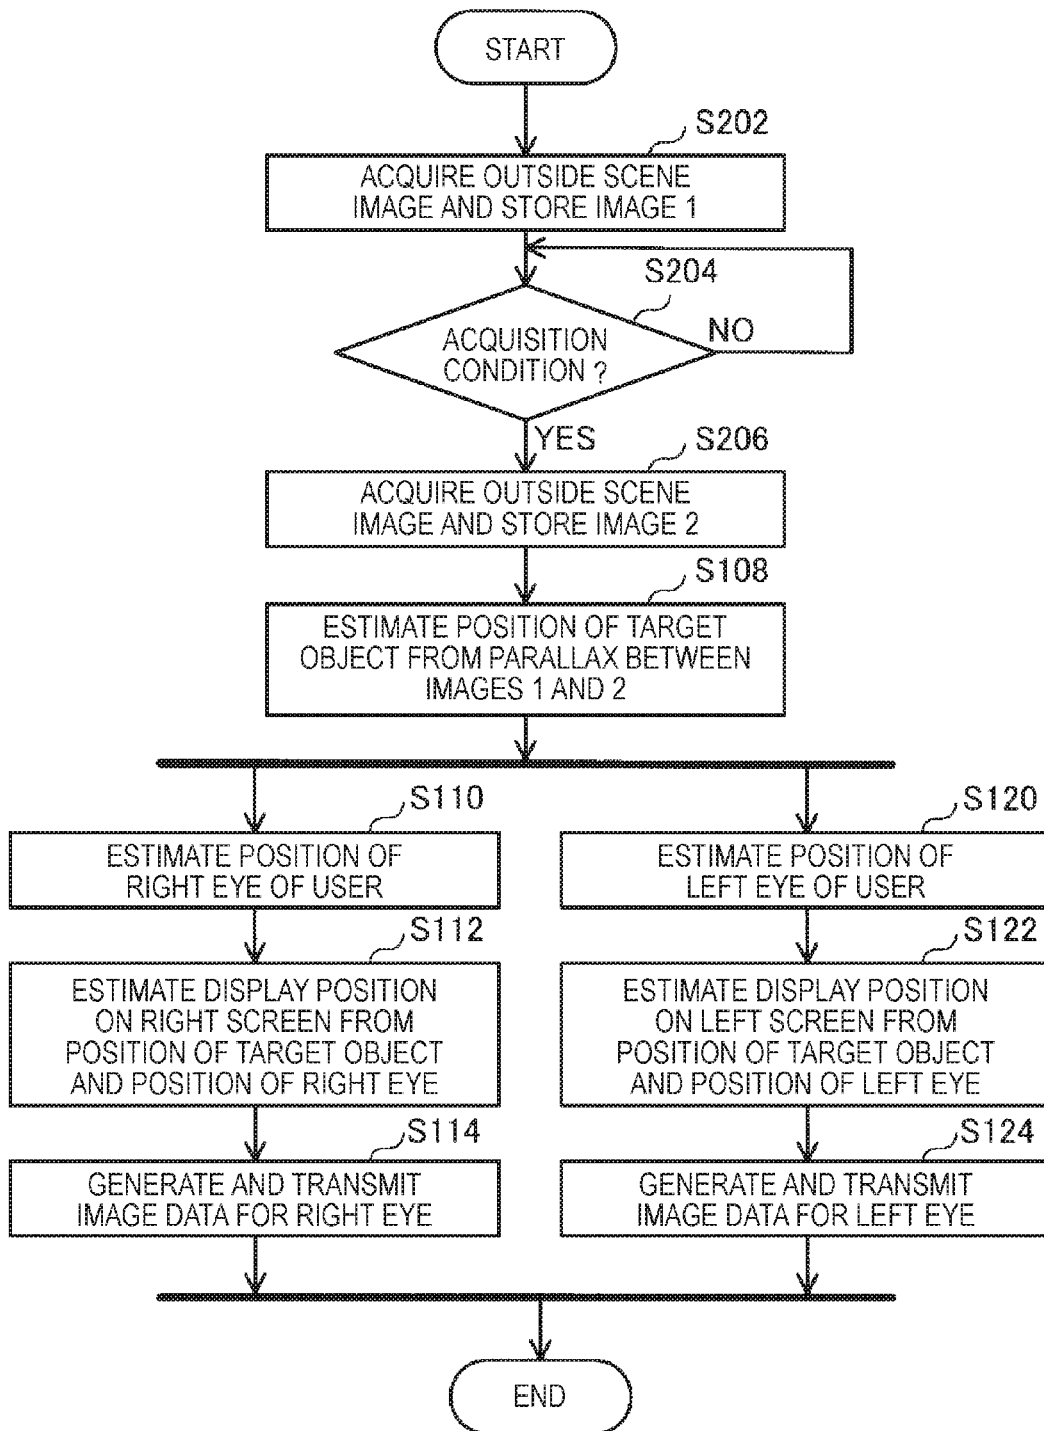 START
S202
ACQUIRE OUTSIDE SCENE
IMAGE AND STORE IMAGE 1
S204
ACQUISITION
CONDITION ?
NO
YES
S206
ACQUIRE OUTSIDE SCENE
IMAGE AND STORE IMAGE 2
S108
ESTIMATE POSITION OF TARGET
OBJECT FROM PARALLAX BETWEEN
IMAGES 1 AND 2
S110
ESTIMATE POSITION OF
RIGHT EYE OF USER
S112
ESTIMATE DISPLAY POSITION
ON RIGHT SCREEN FROM
POSITION OF TARGET OBJECT
AND POSITION OF RIGHT EYE
S114
GENERATE AND TRANSMIT
IMAGE DATA FOR RIGHT EYE
S120
ESTIMATE POSITION OF
LEFT EYE OF USER
S122
ESTIMATE DISPLAY POSITION
ON LEFT SCREEN FROM
POSITION OF TARGET OBJECT
AND POSITION OF LEFT EYE
S124
GENERATE AND TRANSMIT
IMAGE DATA FOR LEFT EYE
END